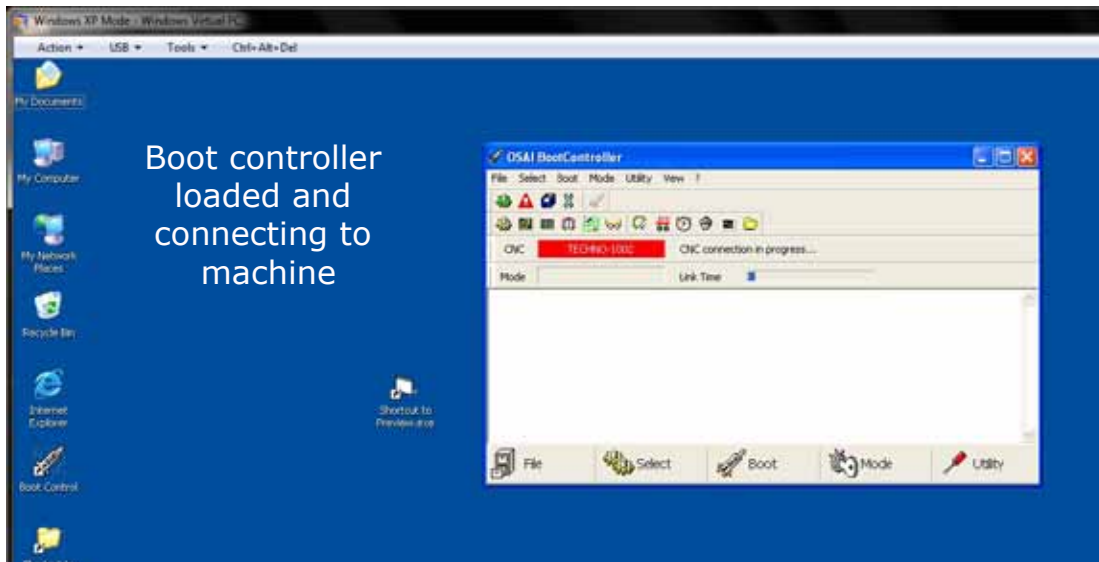 Windows XP Mode - Windows Virtual PC
Action USB Tools Ctrl+Alt+Del
My Documents
My Computer
My Network
Places
Recycle Bin
Internet
Explorer
Boot Control
Boot controller
loaded and
connecting to
machine
Shortcut to
Preview.exe
OSAI BootController
File Select Boot Mode Utility View ?
CNC TECHNO-1002 CNC connection in progress...
Mode Link Time
File Select Boot Mode Utility